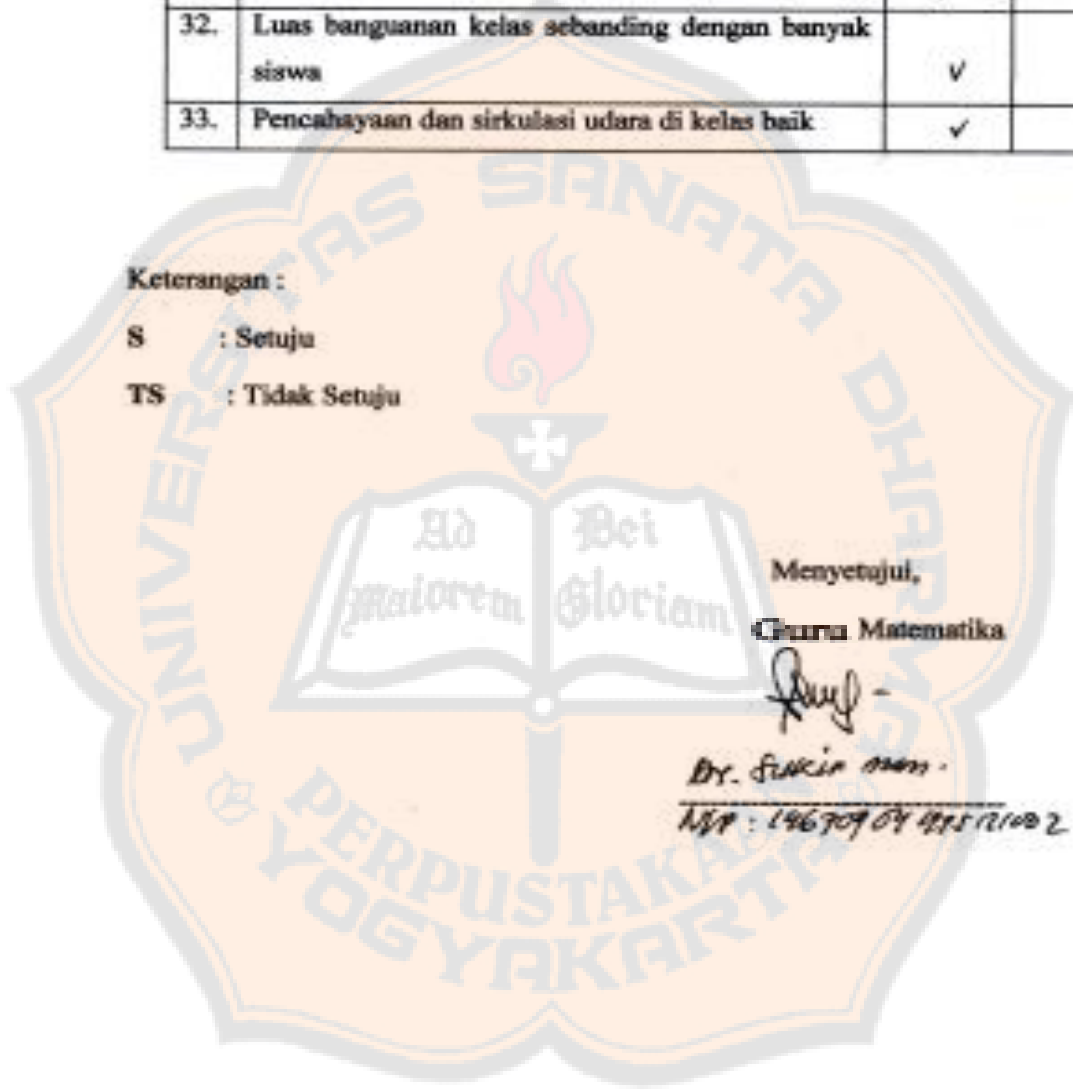 32. Luas banguanan kelas sebanding dengan banyak
siswa v
33. Pencahayaan dan sirkulasi udara di kelas baik ✓
Keterangan :
S : Setuju
TS : Tidak Setuju
Menyetujui,
Guru Matematika
NIP :
UNIVERSITAS SANATA DHARMA
Ad Dei
Maiorem Gloriam
PERPUSTAKAAN
YOGYAKARTA